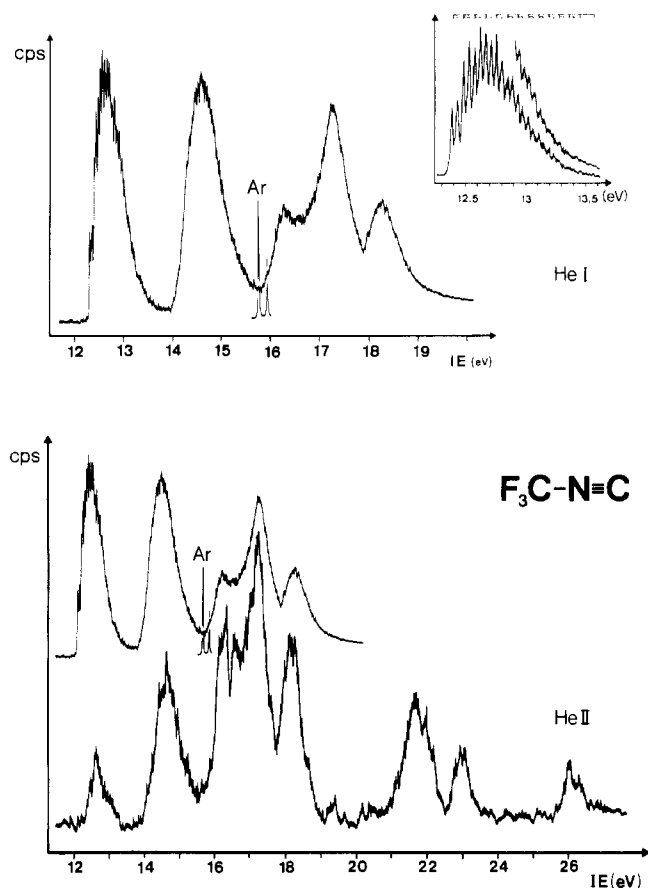 cps
12.5 13 13.5 (eV)
Ar
He I
12 13 14 15 16 17 18 19 IE (eV)
cps
F₃C-N≡C
Ar
He II
12 14 16 18 20 22 24 26 IE (eV)